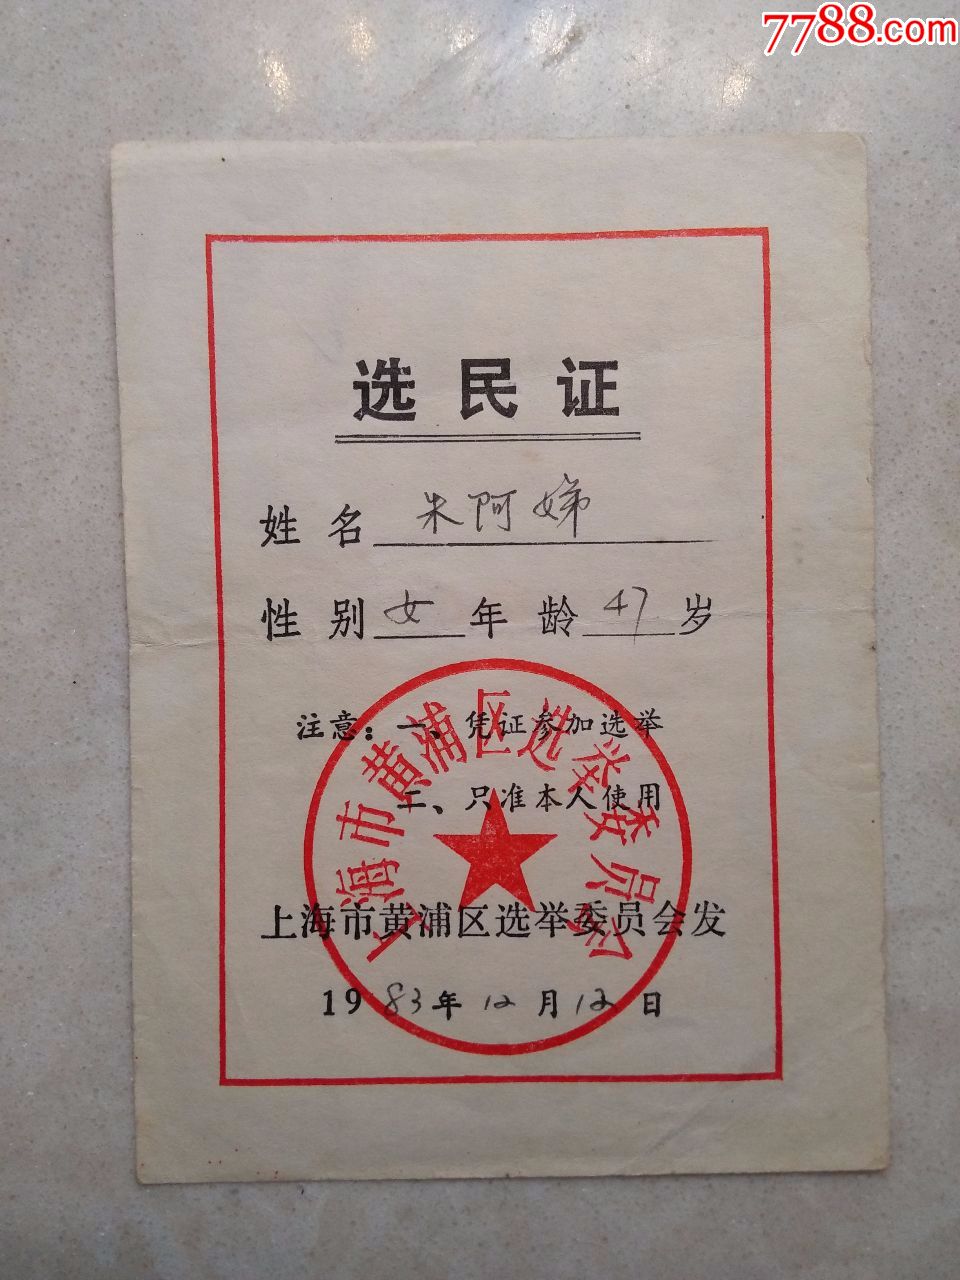 7788.com
选民证
姓名 朱阿娣
性别 女 年龄 47 岁
注意：一、凭证参加选举
二、只准本人使用
上海市黄浦区选举委员会
上海市黄浦区选举委员会发
1983年12月12日